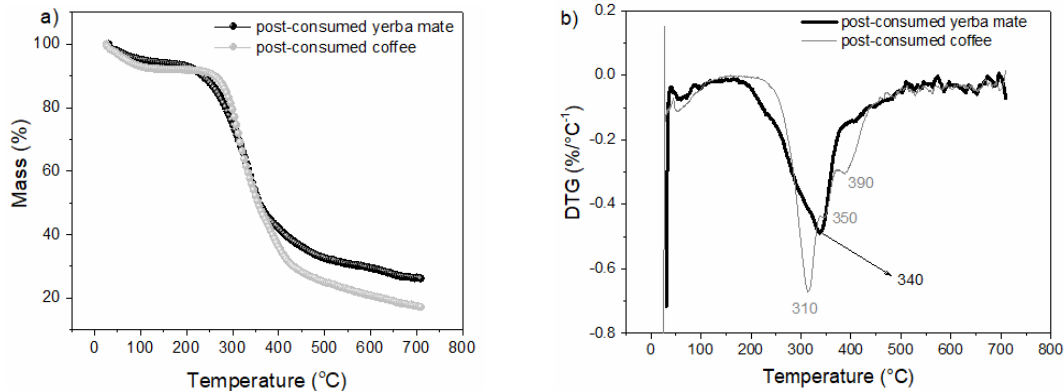 a)
post-consumed yerba mate
post-consumed coffee
100
80
60
40
20
0 100 200 300 400 500 600 700 800
Mass (%)
Temperature (°C)
b)
post-consumed yerba mate
post-consumed coffee
0.2
0.0
-0.2
-0.4
-0.6
-0.8
0 100 200 300 400 500 600 700 800
DTG (%/°C⁻¹)
390
350
340
310
Temperature (°C)